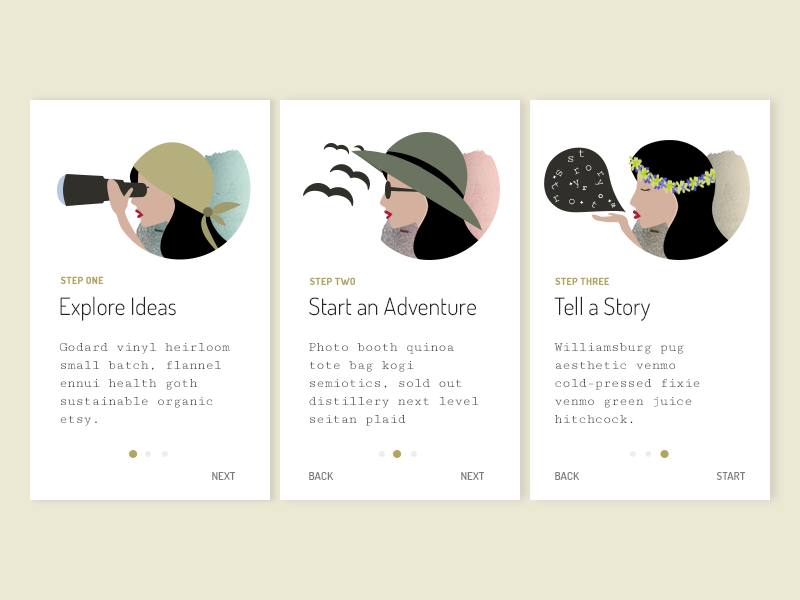 STEP ONE
Explore Ideas
Godard vinyl heirloom
small batch, flannel
ennui health goth
sustainable organic
etsy.
NEXT
STEP TWO
Start an Adventure
Photo booth quinoa
tote bag kogi
semiotics, sold out
distillery next level
seitan plaid
BACK
NEXT
STEP THREE
Tell a Story
Williamsburg pug
aesthetic venmo
cold-pressed fixie
venmo green juice
hitchcock.
BACK
START